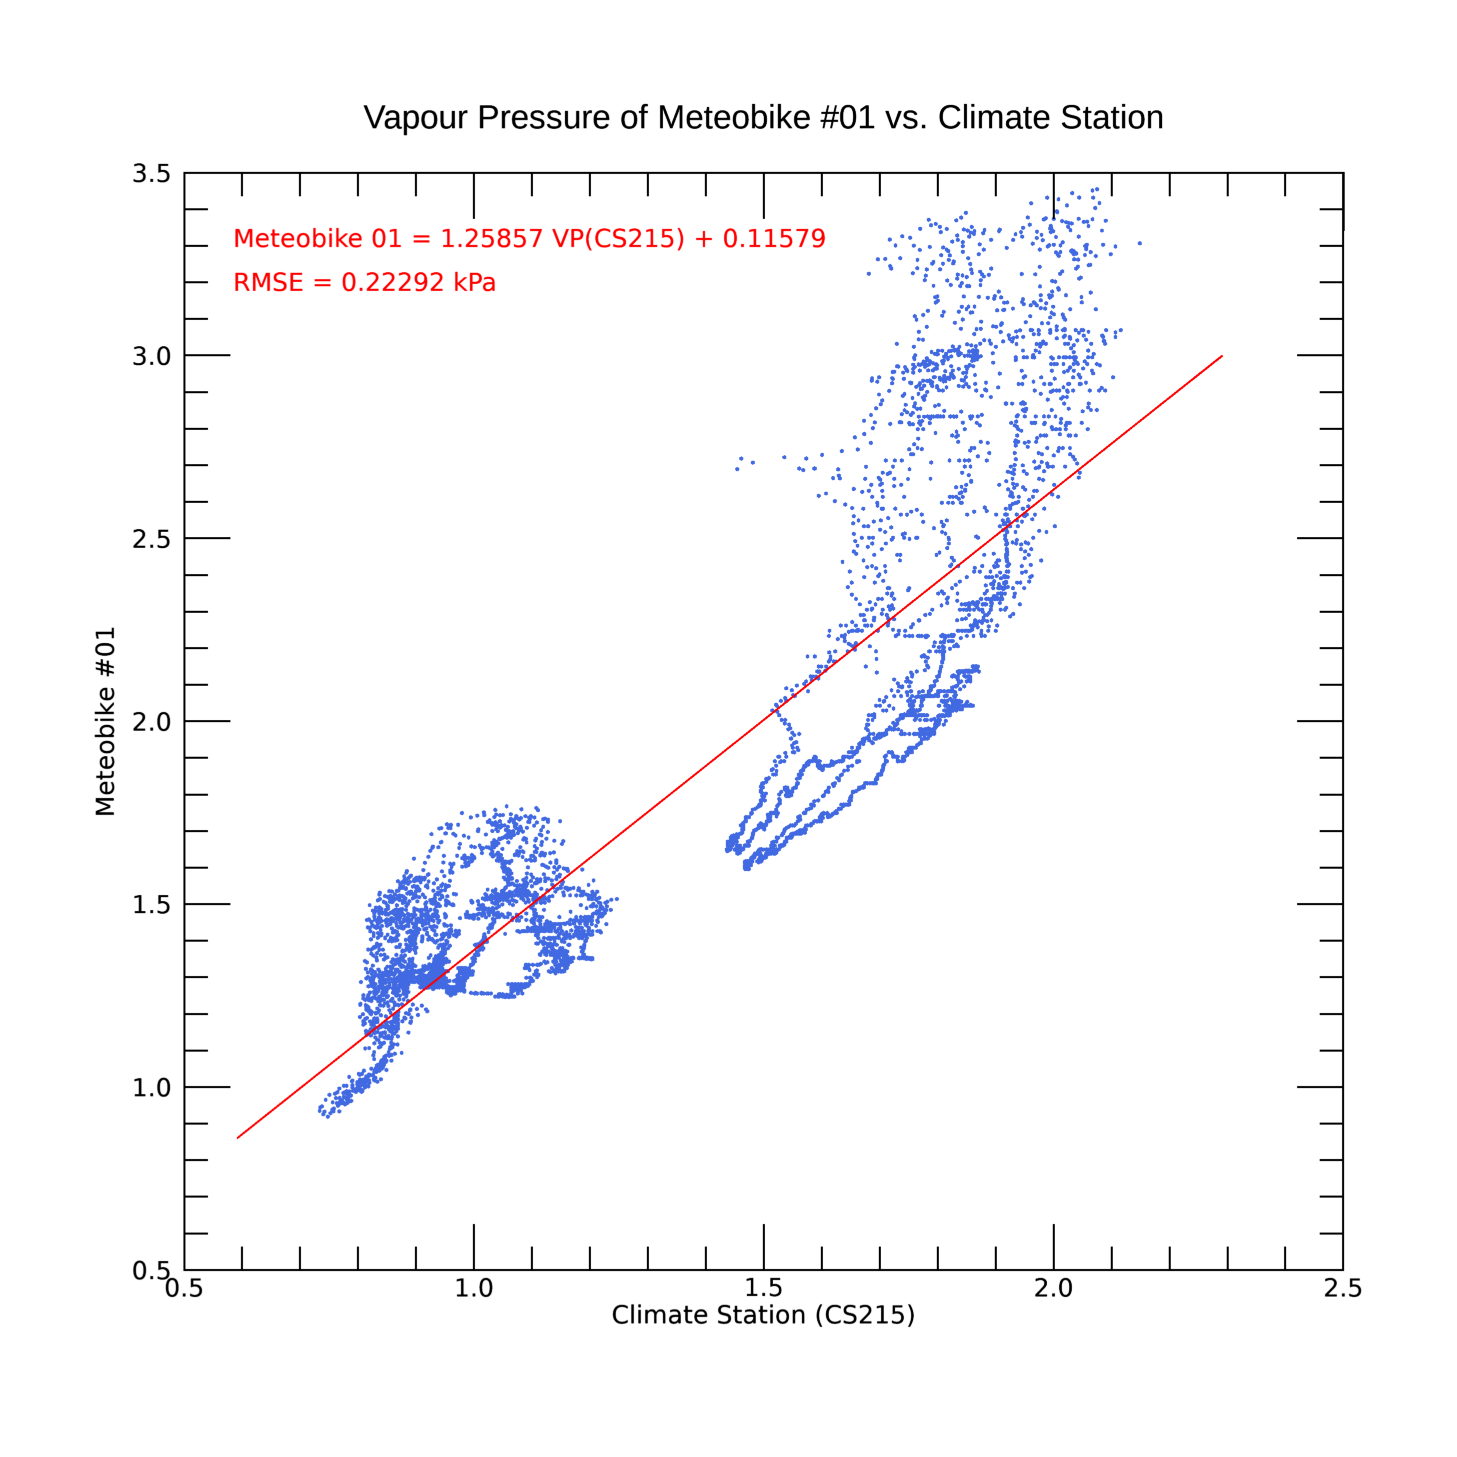 Vapour Pressure of Meteobike #01 vs. Climate Station
Meteobike 01 = 1.25857 VP(CS215) + 0.11579
RMSE = 0.22292 kPa
3.5
3.0
2.5
2.0
1.5
1.0
0.5
Meteobike #01
0.5 1.0 1.5 2.0 2.5
Climate Station (CS215)